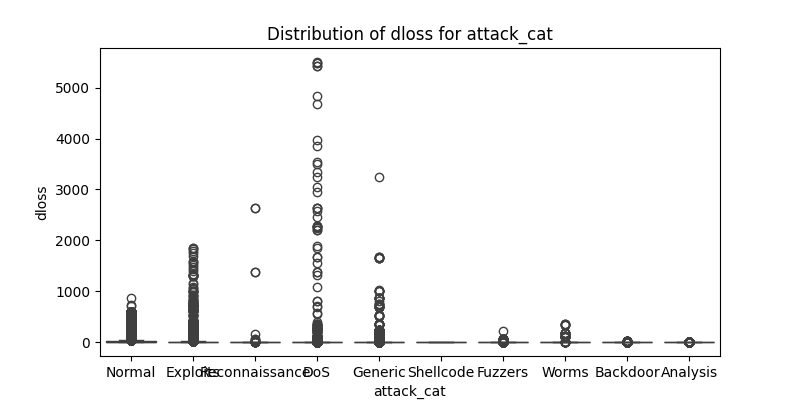 Distribution of dloss for attack_cat
5000
4000
3000
2000
1000
0
dloss
Normal Exploits Reconnaissance DoS Generic Shellcode Fuzzers Worms Backdoor Analysis
attack_cat